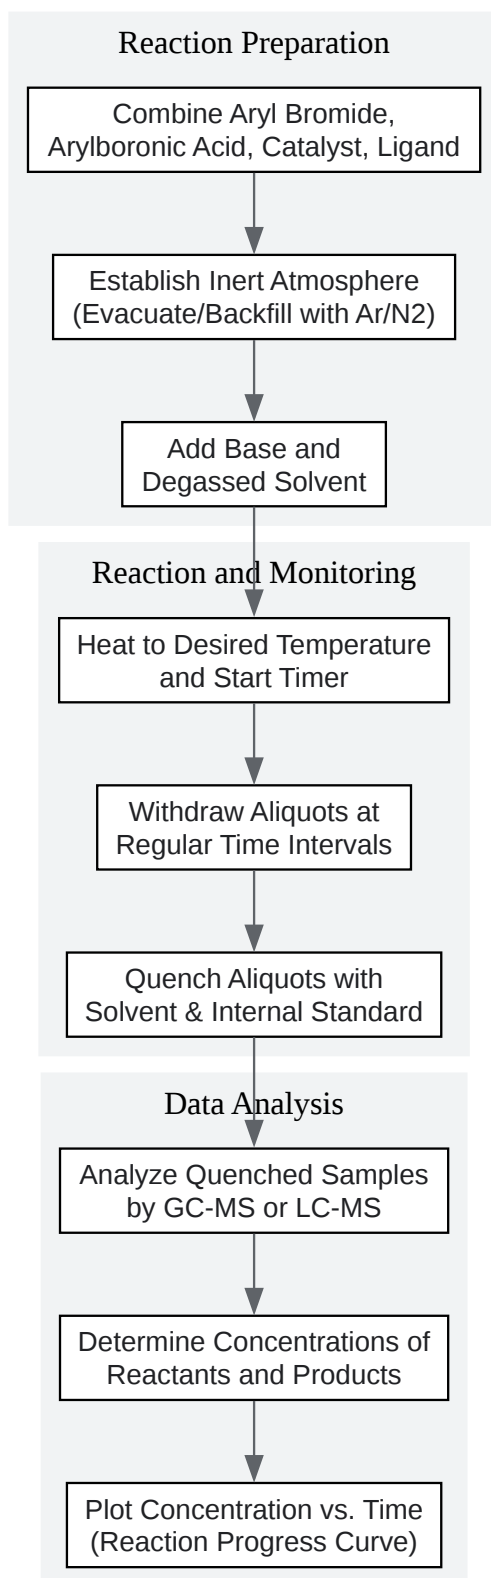 Reaction Preparation
Combine Aryl Bromide,
Arylboronic Acid, Catalyst, Ligand
Establish Inert Atmosphere
(Evacuate/Backfill with Ar/N2)
Add Base and
Degassed Solvent
Reaction and Monitoring
Heat to Desired Temperature
and Start Timer
Withdraw Aliquots at
Regular Time Intervals
Quench Aliquots with
Solvent & Internal Standard
Data Analysis
Analyze Quenched Samples
by GC-MS or LC-MS
Determine Concentrations of
Reactants and Products
Plot Concentration vs. Time
(Reaction Progress Curve)